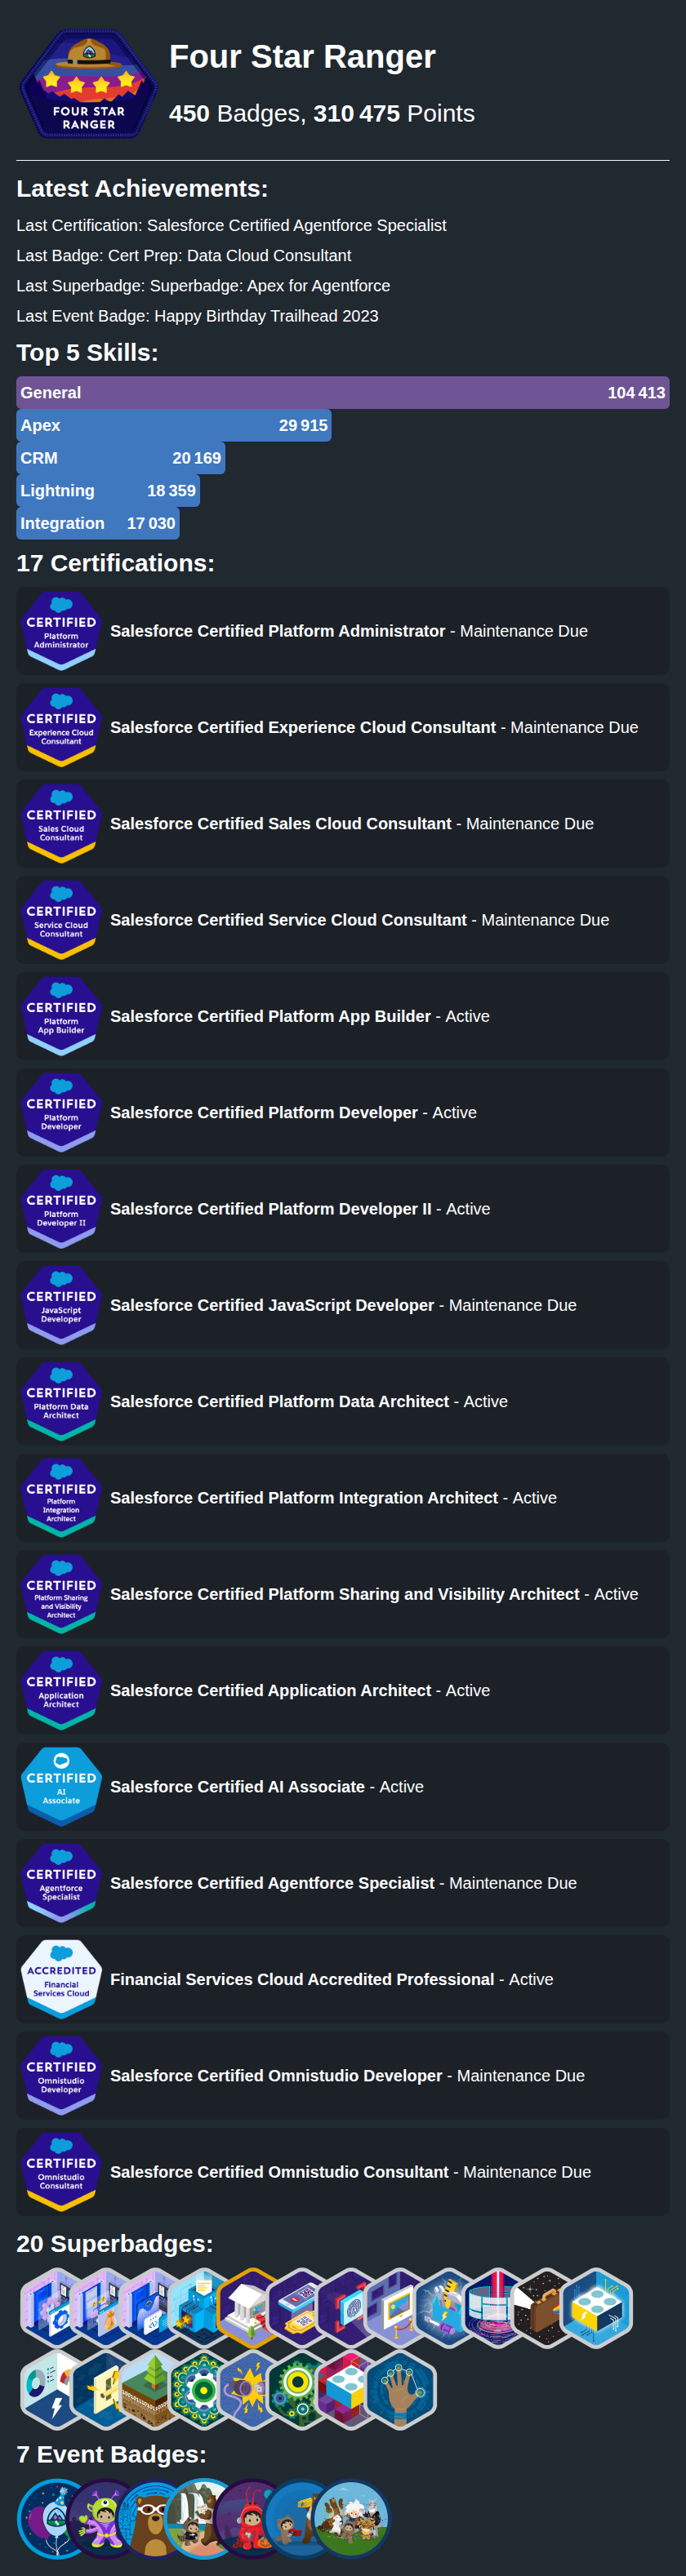 FOUR STAR
RANGER
Four Star Ranger
450 Badges, 310 475 Points
Latest Achievements:
Last Certification: Salesforce Certified Agentforce Specialist
Last Badge: Cert Prep: Data Cloud Consultant
Last Superbadge: Superbadge: Apex for Agentforce
Last Event Badge: Happy Birthday Trailhead 2023
Top 5 Skills:
General 104 413
Apex 29 915
CRM 20 169
Lightning 18 359
Integration 17 030
17 Certifications:
CERTIFIED
Platform
Administrator
Salesforce Certified Platform Administrator - Maintenance Due
CERTIFIED
Experience Cloud
Consultant
Salesforce Certified Experience Cloud Consultant - Maintenance Due
CERTIFIED
Sales Cloud
Consultant
Salesforce Certified Sales Cloud Consultant - Maintenance Due
CERTIFIED
Service Cloud
Consultant
Salesforce Certified Service Cloud Consultant - Maintenance Due
CERTIFIED
Platform
App Builder
Salesforce Certified Platform App Builder - Active
CERTIFIED
Platform
Developer
Salesforce Certified Platform Developer - Active
CERTIFIED
Platform
Developer II
Salesforce Certified Platform Developer II - Active
CERTIFIED
JavaScript
Developer
Salesforce Certified JavaScript Developer - Maintenance Due
CERTIFIED
Platform Data
Architect
Salesforce Certified Platform Data Architect - Active
CERTIFIED
Platform
Integration
Architect
Salesforce Certified Platform Integration Architect - Active
CERTIFIED
Platform Sharing
and Visibility
Architect
Salesforce Certified Platform Sharing and Visibility Architect - Active
CERTIFIED
Application
Architect
Salesforce Certified Application Architect - Active
CERTIFIED
AI
Associate
Salesforce Certified AI Associate - Active
CERTIFIED
Agentforce
Specialist
Salesforce Certified Agentforce Specialist - Maintenance Due
ACCREDITED
Financial
Services Cloud
Financial Services Cloud Accredited Professional - Active
CERTIFIED
Omnistudio
Developer
Salesforce Certified Omnistudio Developer - Maintenance Due
CERTIFIED
Omnistudio
Consultant
Salesforce Certified Omnistudio Consultant - Maintenance Due
20 Superbadges:
7 Event Badges: